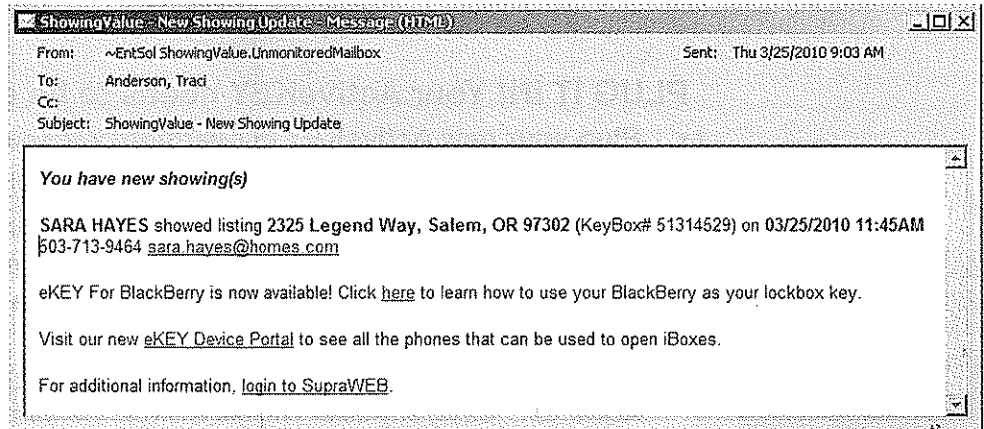 ShowingValue - New Showing Update - Message (HTML)
From: ~EntSol ShowingValue.UnmonitoredMailbox Sent: Thu 3/25/2010 9:03 AM
To: Anderson, Traci
Cc:
Subject: ShowingValue - New Showing Update
You have new showing(s)
SARA HAYES showed listing 2325 Legend Way, Salem, OR 97302 (KeyBox# 51314529) on 03/25/2010 11:45AM
503-713-9464 sara.hayes@homes.com
eKEY For BlackBerry is now available! Click here to learn how to use your BlackBerry as your lockbox key.
Visit our new eKEY Device Portal to see all the phones that can be used to open iBoxes.
For additional information, login to SupraWEB.